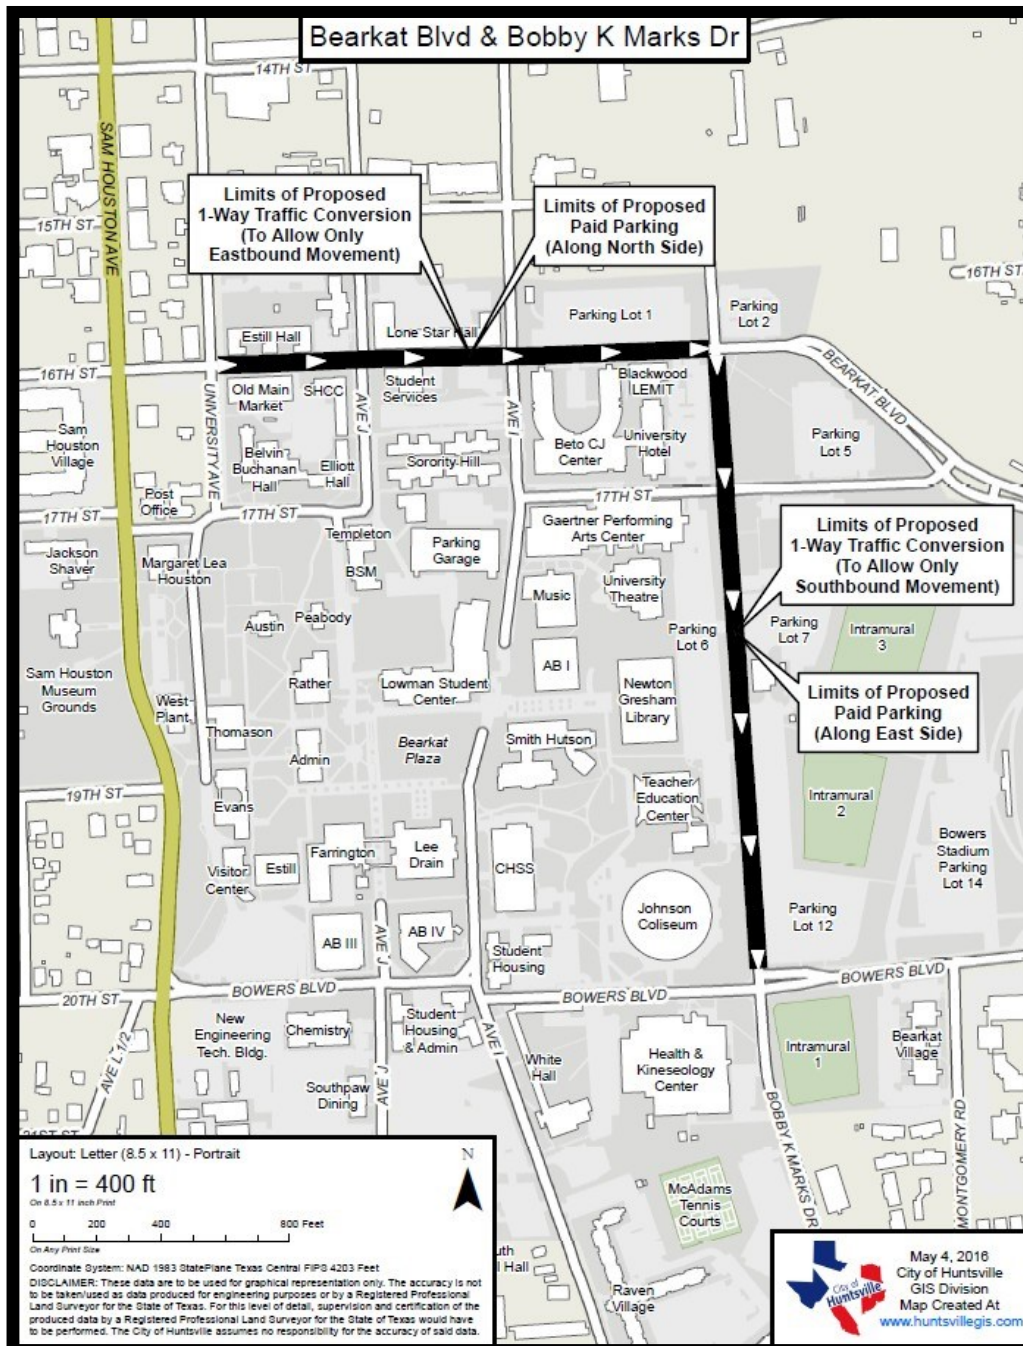 Bearkat Blvd & Bobby K Marks Dr
14TH ST
SAM HOUSTON AVE
Limits of Proposed
1-Way Traffic Conversion
(To Allow Only
Eastbound Movement)
Limits of Proposed
Paid Parking
(Along North Side)
15TH ST
16TH ST
Parking Lot 1
Parking
Lot 2
Estill Hall
Lone Star Hall
BEARKAT BLVD
16TH ST
UNIVERSITY AVE
Old Main
Market
SHCC
AVE J
Student
Services
AVE I
Blackwood
LEMIT
Sam
Houston
Village
Belvin
Buchanan
Hall
Elliott
Hall
Sorority Hill
Beto CJ
Center
University
Hotel
Parking
Lot 5
Post
Office
17TH ST
17TH ST
17TH ST
Jackson
Shaver
Margaret Lea
Houston
Templeton
BSM
Parking
Garage
Gaertner Performing
Arts Center
Limits of Proposed
1-Way Traffic Conversion
(To Allow Only
Southbound Movement)
Austin
Peabody
Music
University
Theatre
Parking
Lot 6
Parking
Lot 7
Intramural
3
Sam Houston
Museum
Grounds
West
Plant
Rather
Lowman Student
Center
AB I
Newton
Gresham
Library
Limits of Proposed
Paid Parking
(Along East Side)
Thomason
Admin
Bearkat
Plaza
Smith Hutson
19TH ST
Evans
Teacher
Education
Center
Intramural
2
Visitor
Center
Estill
Farrington
Lee
Drain
CHSS
Bowers
Stadium
Parking
Lot 14
Johnson
Coliseum
Parking
Lot 12
AB III
AVE J
AB IV
Student
Housing
20TH ST
BOWERS BLVD
BOWERS BLVD
BOWERS BLVD
AVE L 1/2
New
Engineering
Tech. Bldg.
Chemistry
Student
Housing
& Admin
AVE I
White
Hall
Health &
Kineseology
Center
Intramural
1
Bearkat
Village
Southpaw
Dining
AVE J
BOBBY K MARKS DR
MONTGOMERY RD
21ST ST
McAdams
Tennis
Courts
Raven
Village
Layout: Letter (8.5 x 11) - Portrait
N
1 in = 400 ft
On 8.5 x 11 inch Print
0 200 400 800 Feet
On Any Print Size
Coordinate System: NAD 1983 StatePlane Texas Central FIPS 4203 Feet
DISCLAIMER: These data are to be used for graphical representation only. The accuracy is not
to be taken/used as data produced for engineering purposes or by a Registered Professional
Land Surveyor for the State of Texas. For this level of detail, supervision and certification of the
produced data by a Registered Professional Land Surveyor for the State of Texas would have
to be performed. The City of Huntsville assumes no responsibility for the accuracy of said data.
City of
Huntsville
May 4, 2016
City of Huntsville
GIS Division
Map Created At
www.huntsvillegis.com